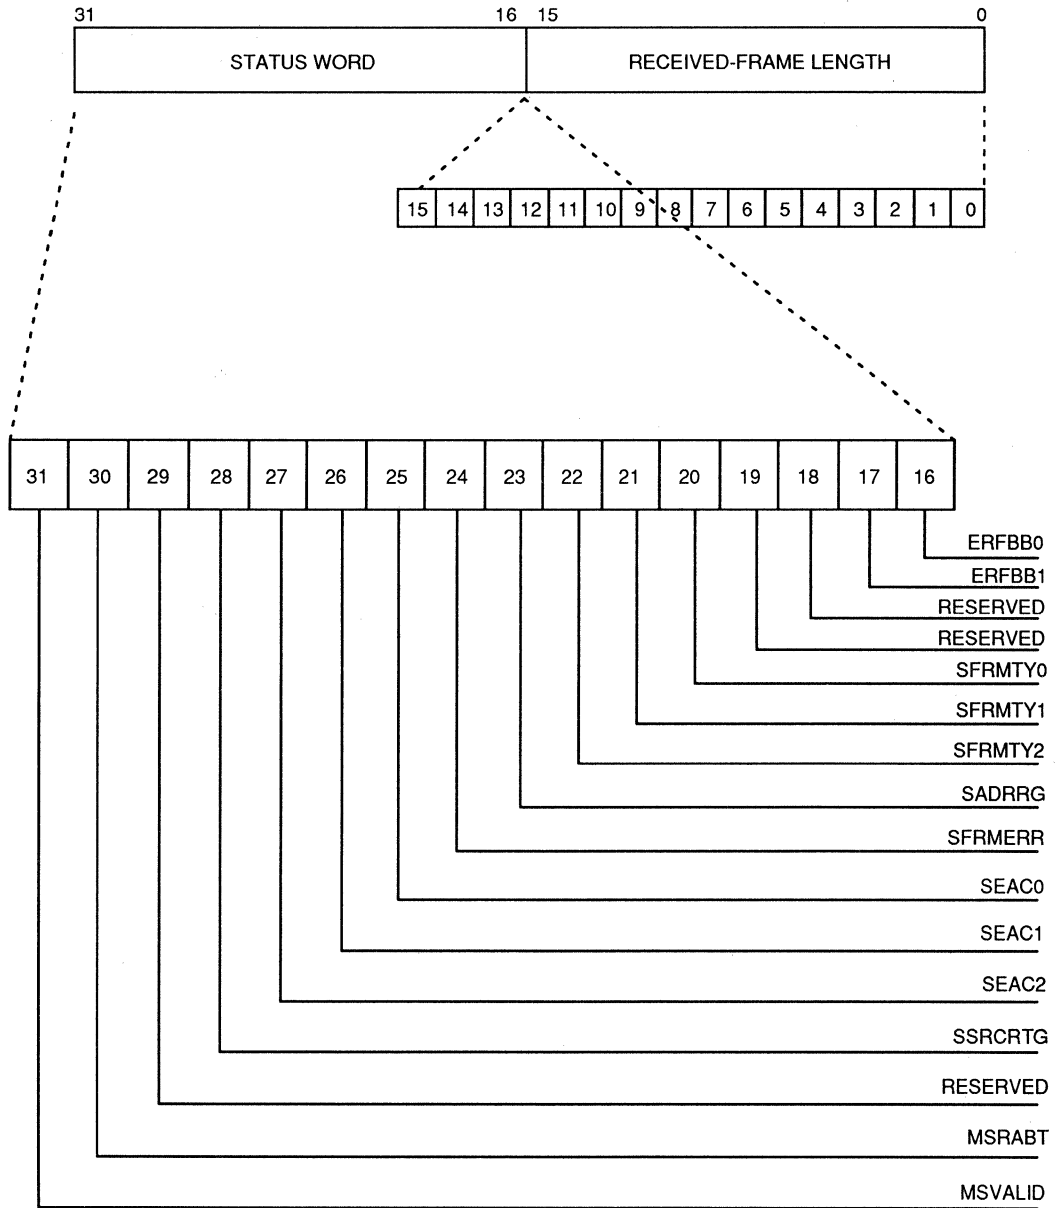 31 16 15 0
STATUS WORD RECEIVED-FRAME LENGTH
15 14 13 12 11 10 9 8 7 6 5 4 3 2 1 0
31 30 29 28 27 26 25 24 23 22 21 20 19 18 17 16
ERFBB0
ERFBB1
RESERVED
RESERVED
SFRMTY0
SFRMTY1
SFRMTY2
SADRRG
SFRMERR
SEAC0
SEAC1
SEAC2
SSRCRTG
RESERVED
MSRABT
MSVALID